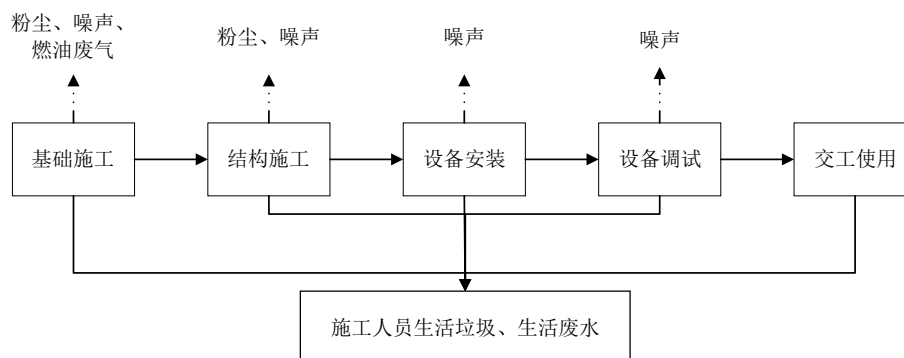 粉尘、噪声、
燃油废气
粉尘、噪声
噪声
噪声
基础施工
结构施工
设备安装
设备调试
交工使用
施工人员生活垃圾、生活废水